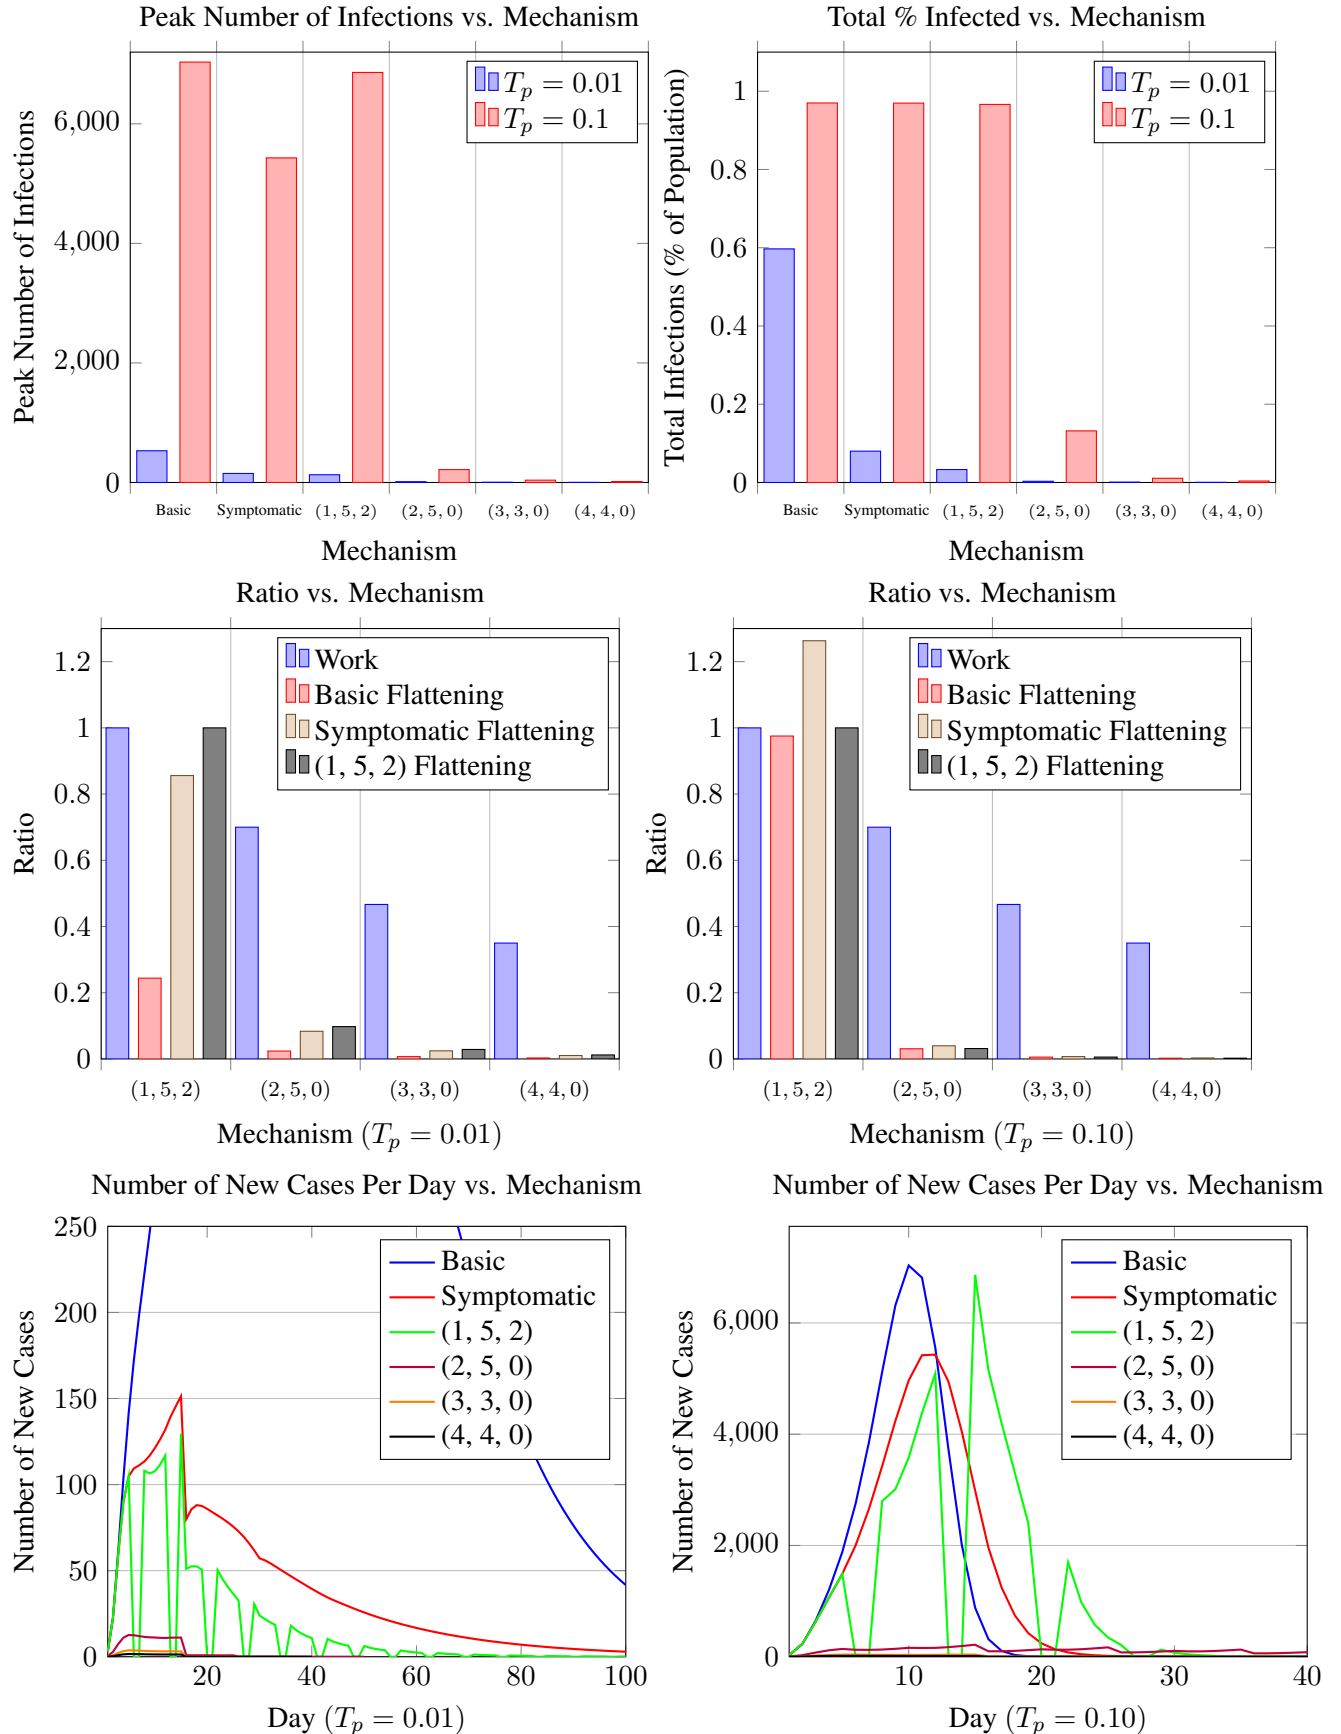 Peak Number of Infections vs. Mechanism
Peak Number of Infections
6,000
4,000
2,000
0
T_p = 0.01
T_p = 0.1
Basic Symptomatic (1, 5, 2) (2, 5, 0) (3, 3, 0) (4, 4, 0)
Mechanism
Total % Infected vs. Mechanism
Total Infections (% of Population)
1
0.8
0.6
0.4
0.2
0
T_p = 0.01
T_p = 0.1
Basic Symptomatic (1, 5, 2) (2, 5, 0) (3, 3, 0) (4, 4, 0)
Mechanism
Ratio vs. Mechanism
Ratio
1.2
1
0.8
0.6
0.4
0.2
0
Work
Basic Flattening
Symptomatic Flattening
(1, 5, 2) Flattening
(1, 5, 2) (2, 5, 0) (3, 3, 0) (4, 4, 0)
Mechanism (T_p = 0.01)
Ratio vs. Mechanism
Ratio
1.2
1
0.8
0.6
0.4
0.2
0
Work
Basic Flattening
Symptomatic Flattening
(1, 5, 2) Flattening
(1, 5, 2) (2, 5, 0) (3, 3, 0) (4, 4, 0)
Mechanism (T_p = 0.10)
Number of New Cases Per Day vs. Mechanism
Number of New Cases
250
200
150
100
50
0
Basic
Symptomatic
(1, 5, 2)
(2, 5, 0)
(3, 3, 0)
(4, 4, 0)
20 40 60 80 100
Day (T_p = 0.01)
Number of New Cases Per Day vs. Mechanism
Number of New Cases
6,000
4,000
2,000
0
Basic
Symptomatic
(1, 5, 2)
(2, 5, 0)
(3, 3, 0)
(4, 4, 0)
10 20 30 40
Day (T_p = 0.10)